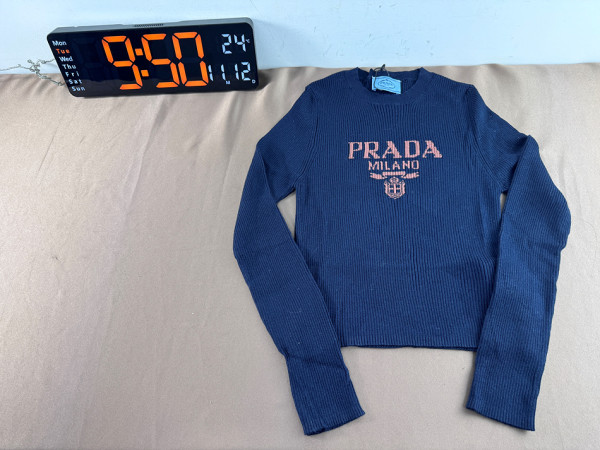 Mon
Tue
Wed
Thu
Fri
Sat
Sun
9:50
24°C
11 12
M D
PRADA
MILANO